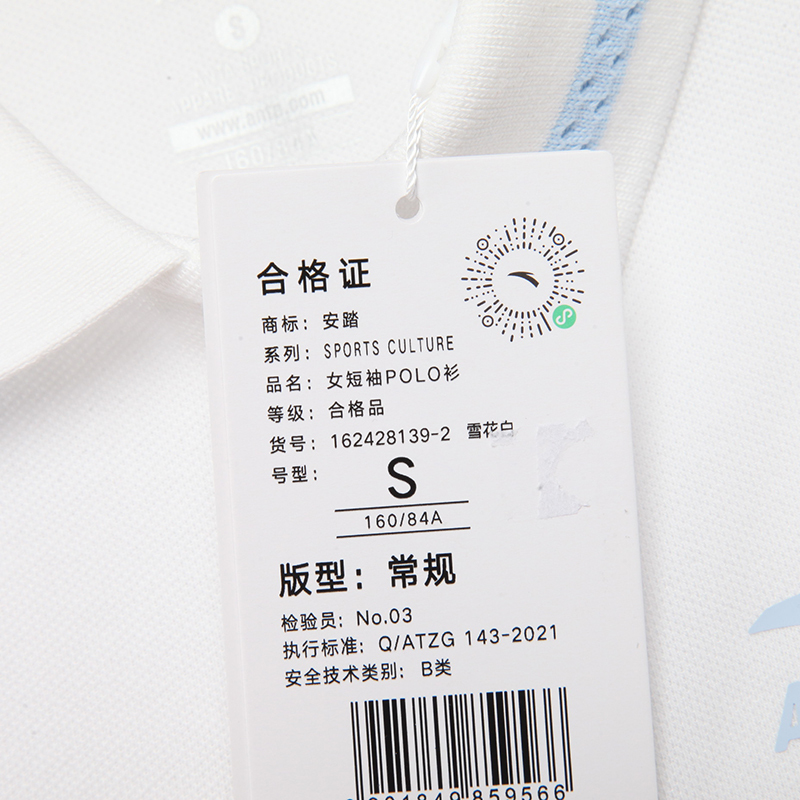 S
www.anta.com
合格证
商标：安踏
系列：SPORTS CULTURE
品名：女短袖POLO衫
等级：合格品
货号：162428139-2 雪花白
号型：
S
160/84A
版型：常规
检验员：No.03
执行标准：Q/ATZG 143-2021
安全技术类别：B类
859566